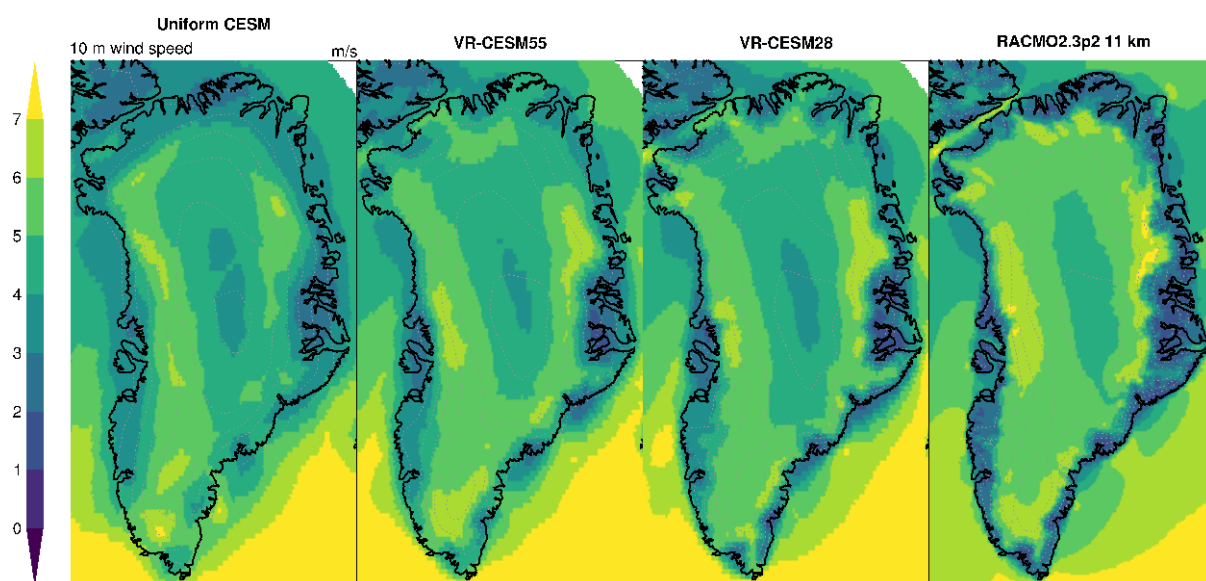 Uniform CESM
VR-CESM55
VR-CESM28
RACMO2.3p2 11 km
10 m wind speed
m/s
7
6
5
4
3
2
1
0